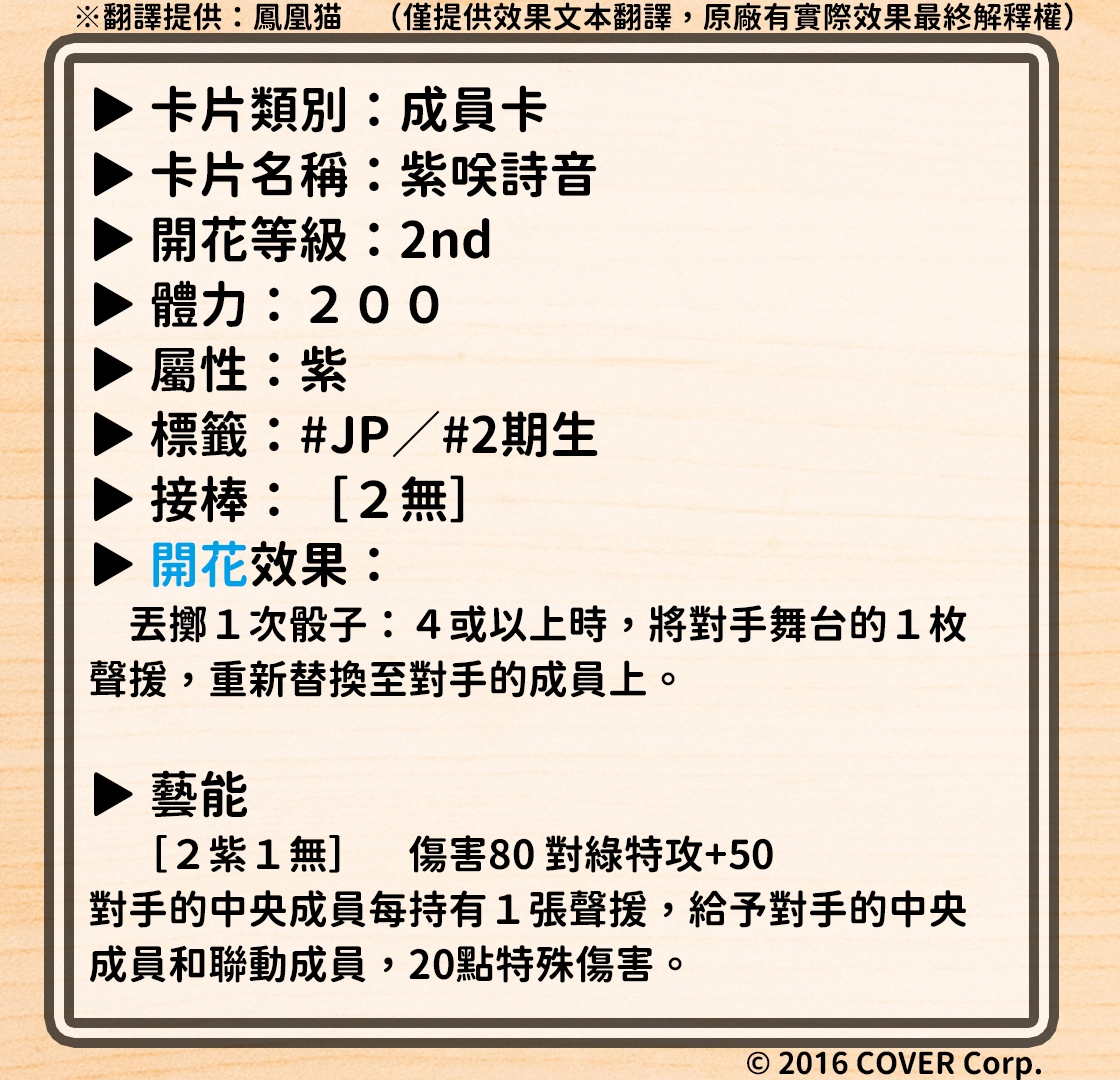 ※翻譯提供：鳳凰猫　（僅提供效果文本翻譯，原廠有實際效果最終解釋權）
▶ 卡片類別：成員卡
▶ 卡片名稱：紫咲詩音
▶ 開花等級：2nd
▶ 體力：２００
▶ 屬性：紫
▶ 標籤：#JP／#2期生
▶ 接棒：［２無］
▶ 開花效果：
丟擲１次骰子：４或以上時，將對手舞台的１枚
聲援，重新替換至對手的成員上。
▶ 藝能
［２紫１無］　傷害80 對綠特攻+50
對手的中央成員每持有１張聲援，給予對手的中央
成員和聯動成員，20點特殊傷害。
© 2016 COVER Corp.